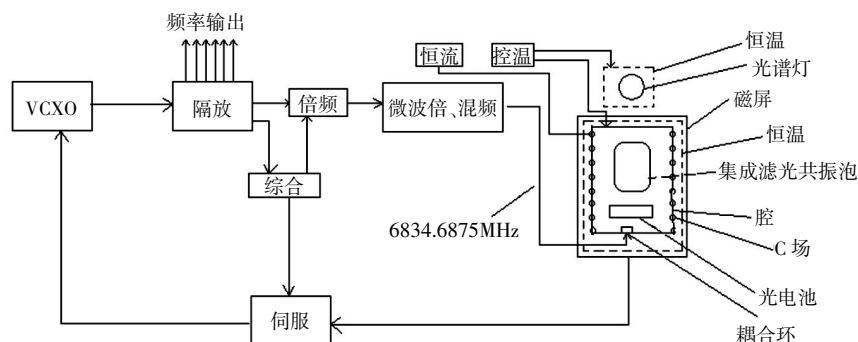 频率输出
VCXO
隔放
倍频
综合
微波倍、混频
恒流
控温
恒温
光谱灯
磁屏
恒温
集成滤光共振泡
腔
C场
光电池
耦合环
6834.6875MHz
伺服